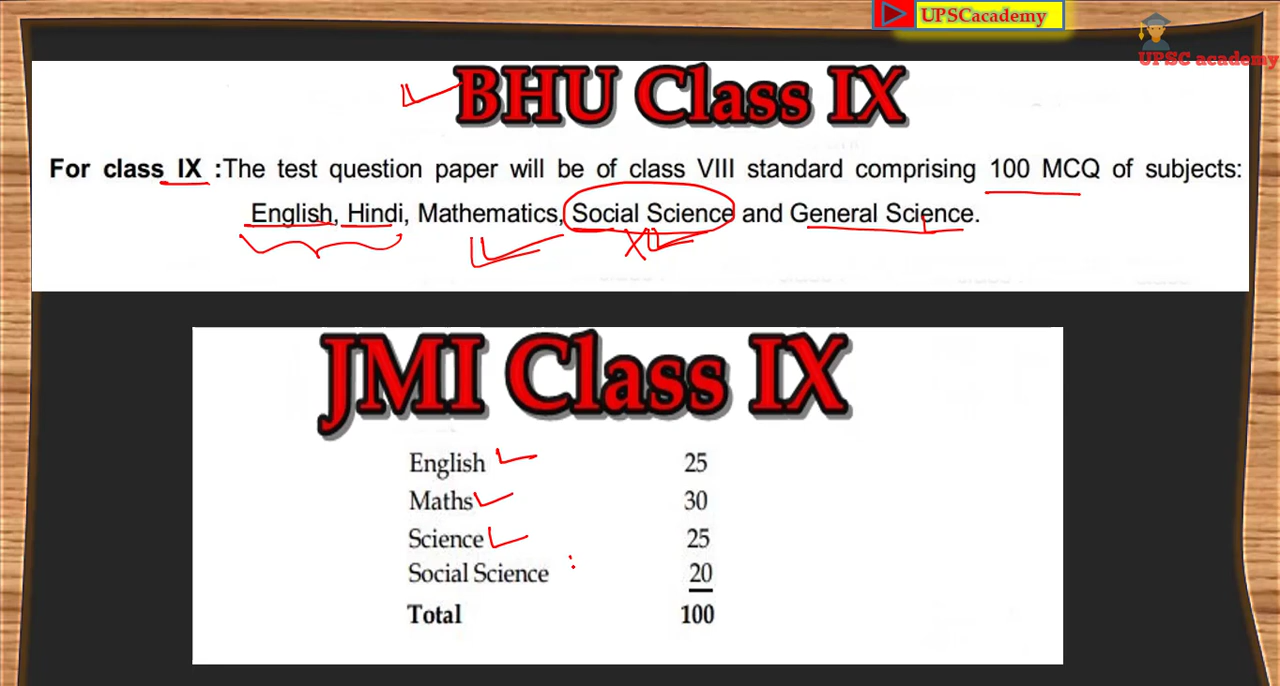 UPSCacademy
UPSC academy
BHU Class IX
For class IX :The test question paper will be of class VIII standard comprising 100 MCQ of subjects:
English, Hindi, Mathematics, Social Science and General Science.
JMI Class IX
English 25
Maths 30
Science 25
Social Science 20
Total 100